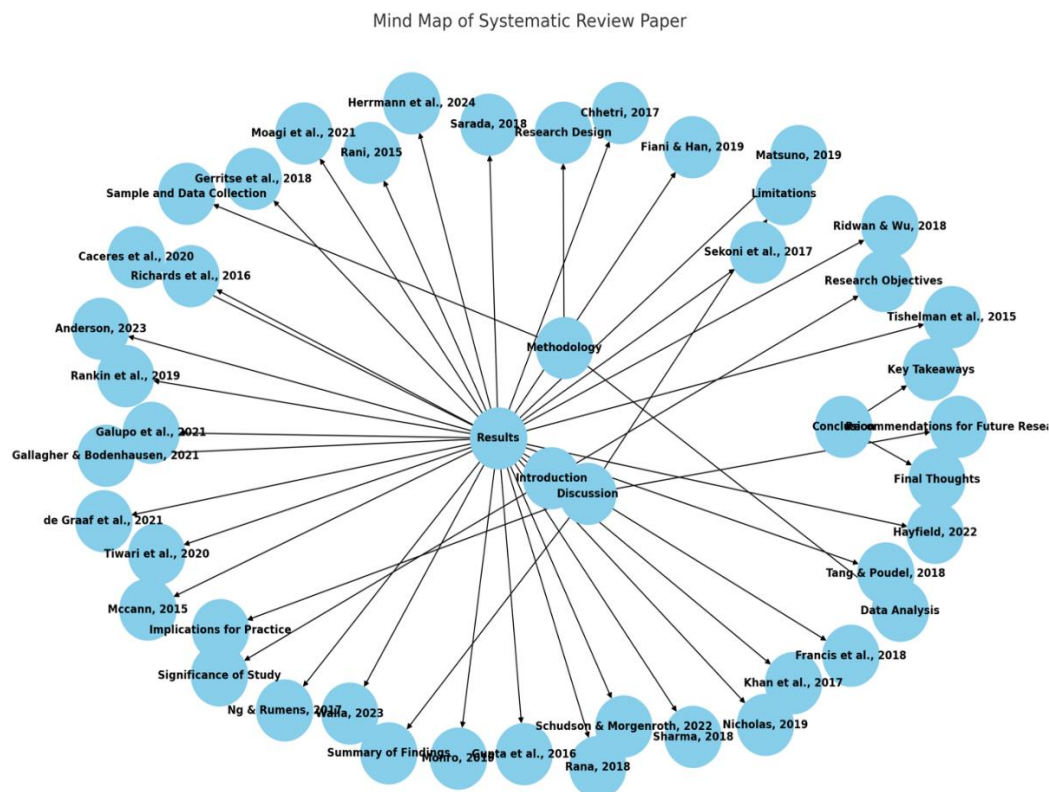 Mind Map of Systematic Review Paper
Herrmann et al., 2024
Sarada, 2018
Chhetri, 2017
Moagi et al., 2021
Research Design
Rani, 2015
Fiani & Han, 2019
Matsuno, 2019
Gerritse et al., 2018
Sample and Data Collection
Limitations
Ridwan & Wu, 2018
Caceres et al., 2020
Sekoni et al., 2017
Richards et al., 2016
Research Objectives
Tishelman et al., 2015
Anderson, 2023
Methodology
Key Takeaways
Rankin et al., 2019
Conclusion
Recommendations for Future Resea
Galupo et al., 2021
Results
Gallagher & Bodenhausen, 2021
Introduction
Final Thoughts
Discussion
de Graaf et al., 2021
Hayfield, 2022
Tiwari et al., 2020
Tang & Poudel, 2018
Mccann, 2015
Data Analysis
Implications for Practice
Francis et al., 2018
Significance of Study
Khan et al., 2017
Ng & Rumens, 2017
2023
Schudson & Morgenroth, 2022
Nicholas, 2019
Sharma, 2018
Summary of Findings
Gupta et al., 2016
Rana, 2018